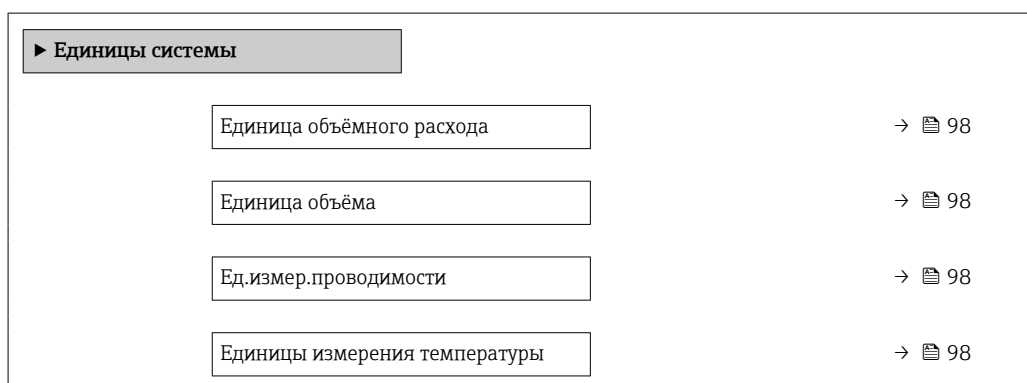 ▶ Единицы системы
Единица объёмного расхода → 98
Единица объёма → 98
Ед.измер.проводимости → 98
Единицы измерения температуры → 98